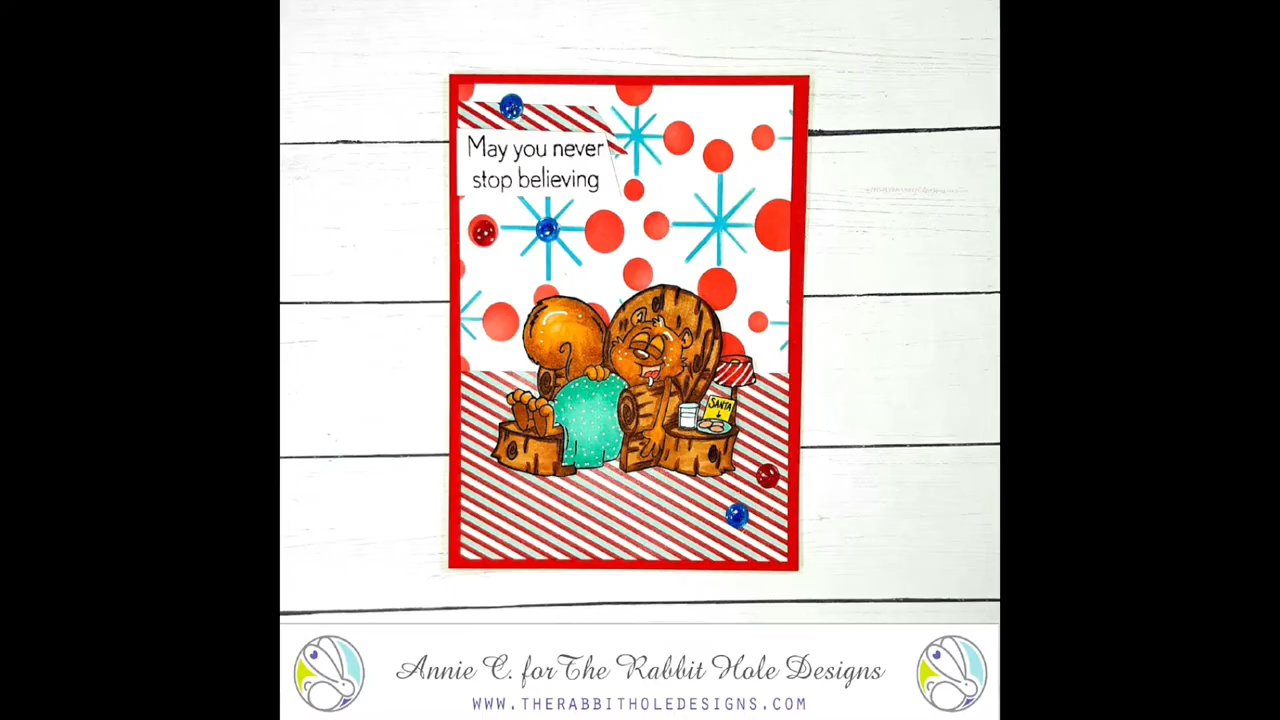 May you never
stop believing
SANTA
Annie C. for The Rabbit Hole Designs
WWW.THERABBITHOLEDESIGNS.COM